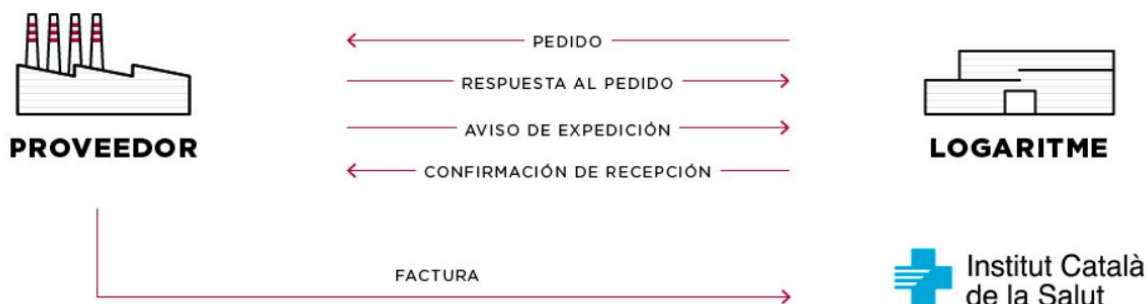 PEDIDO
RESPUESTA AL PEDIDO
AVISO DE EXPEDICIÓN
PROVEEDOR
LOGARITME
CONFIRMACIÓN DE RECEPCIÓN
FACTURA
Institut Català
de la Salut